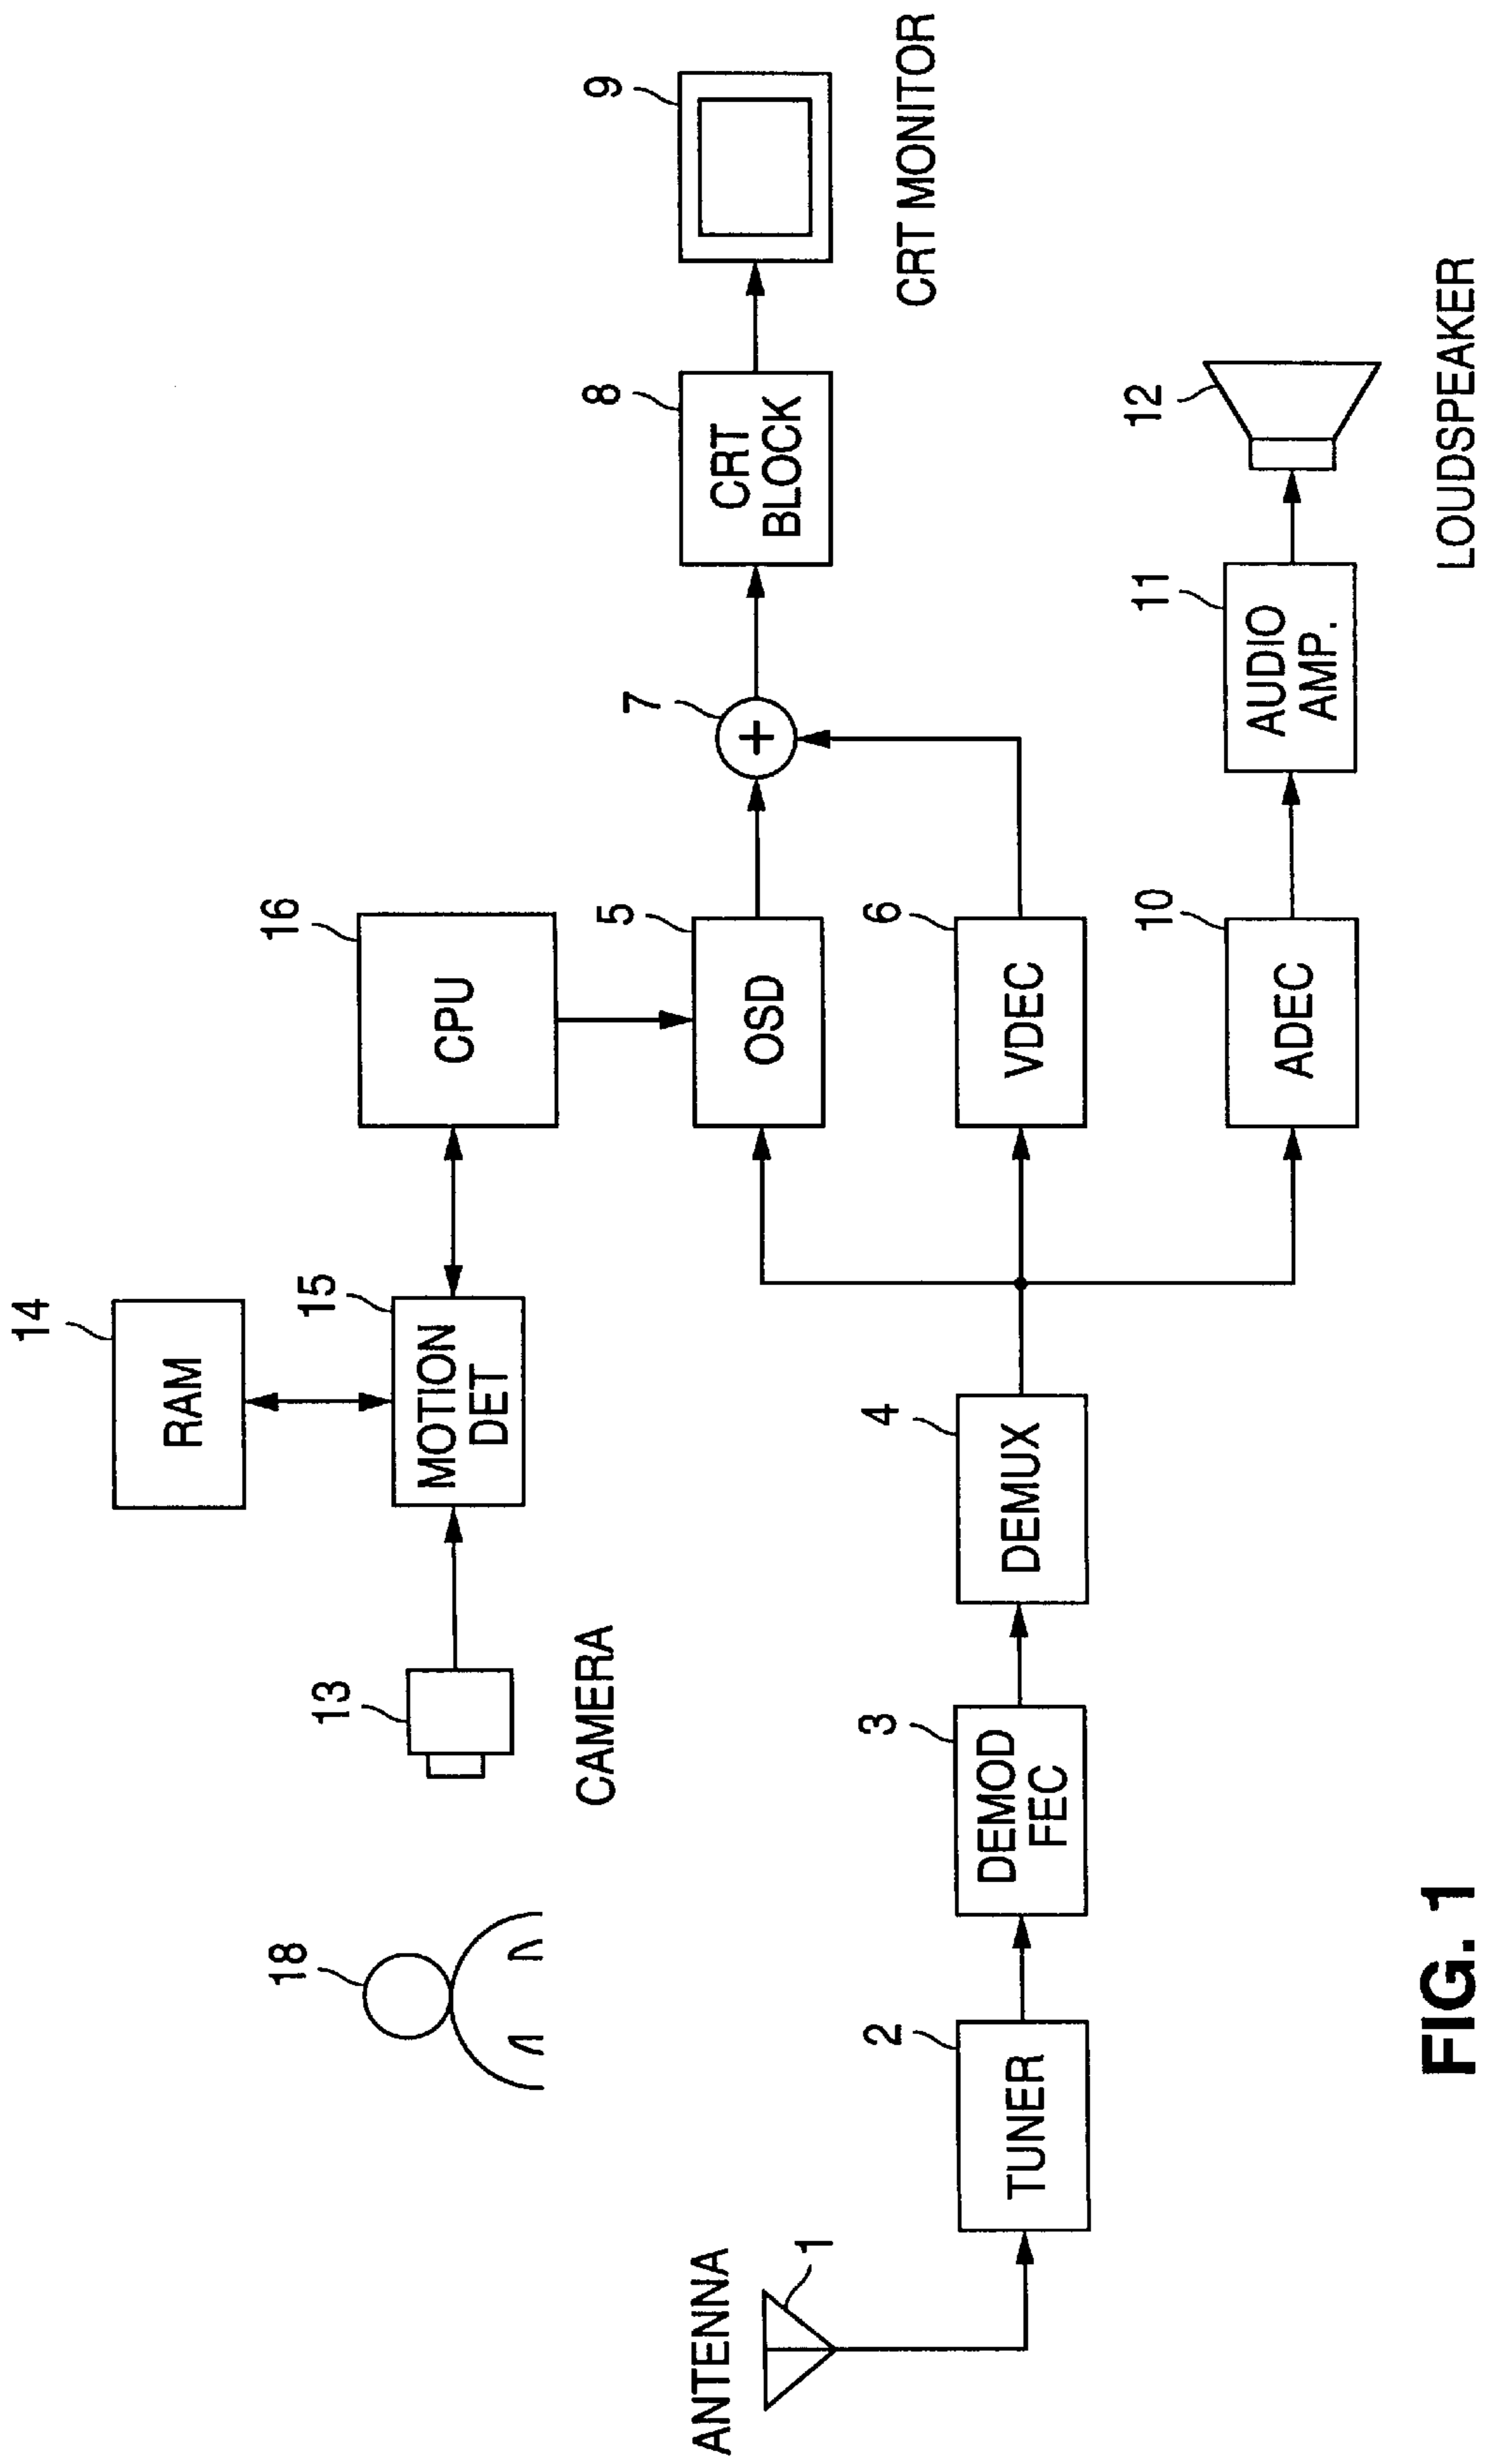 14
RAM
16
CPU
15
MOTION
DET
13
CAMERA
18
9
CRT MONITOR
8
CRT
BLOCK
7
+
5
OSD
6
VDEC
10
ADEC
11
AUDIO
AMP.
12
LOUDSPEAKER
4
DEMUX
3
DEMOD
FEC
2
TUNER
ANTENNA
1
FIG. 1